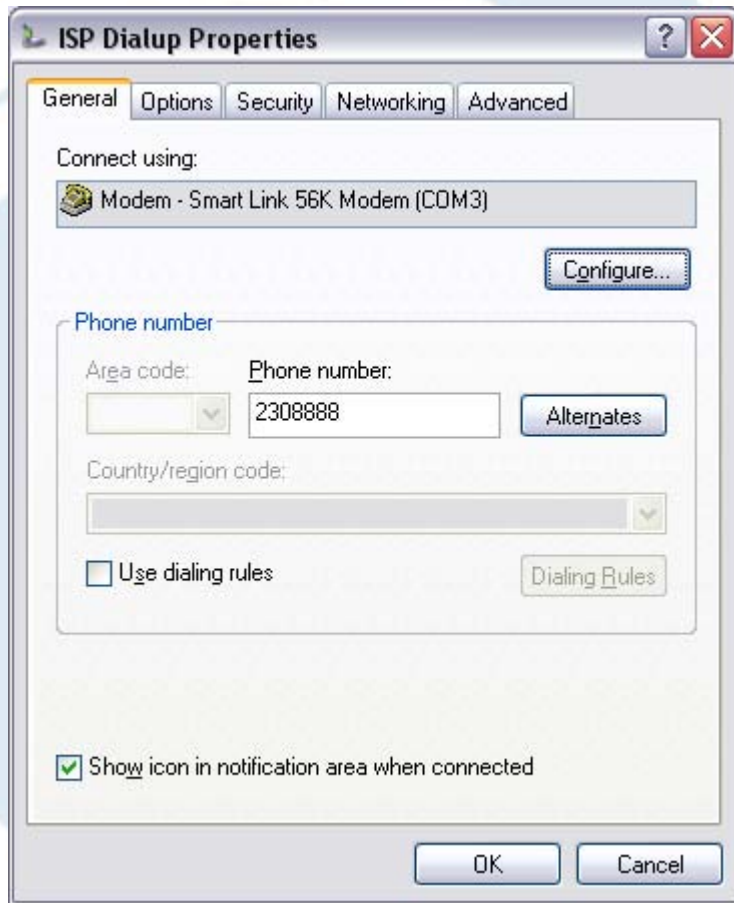 ISP Dialup Properties
General Options Security Networking Advanced
Connect using:
Modem - Smart Link 56K Modem (COM3)
Configure...
Phone number
Area code: Phone number:
2308888 Alternates
Country/region code:
Use dialing rules Dialing Rules
Show icon in notification area when connected
OK Cancel